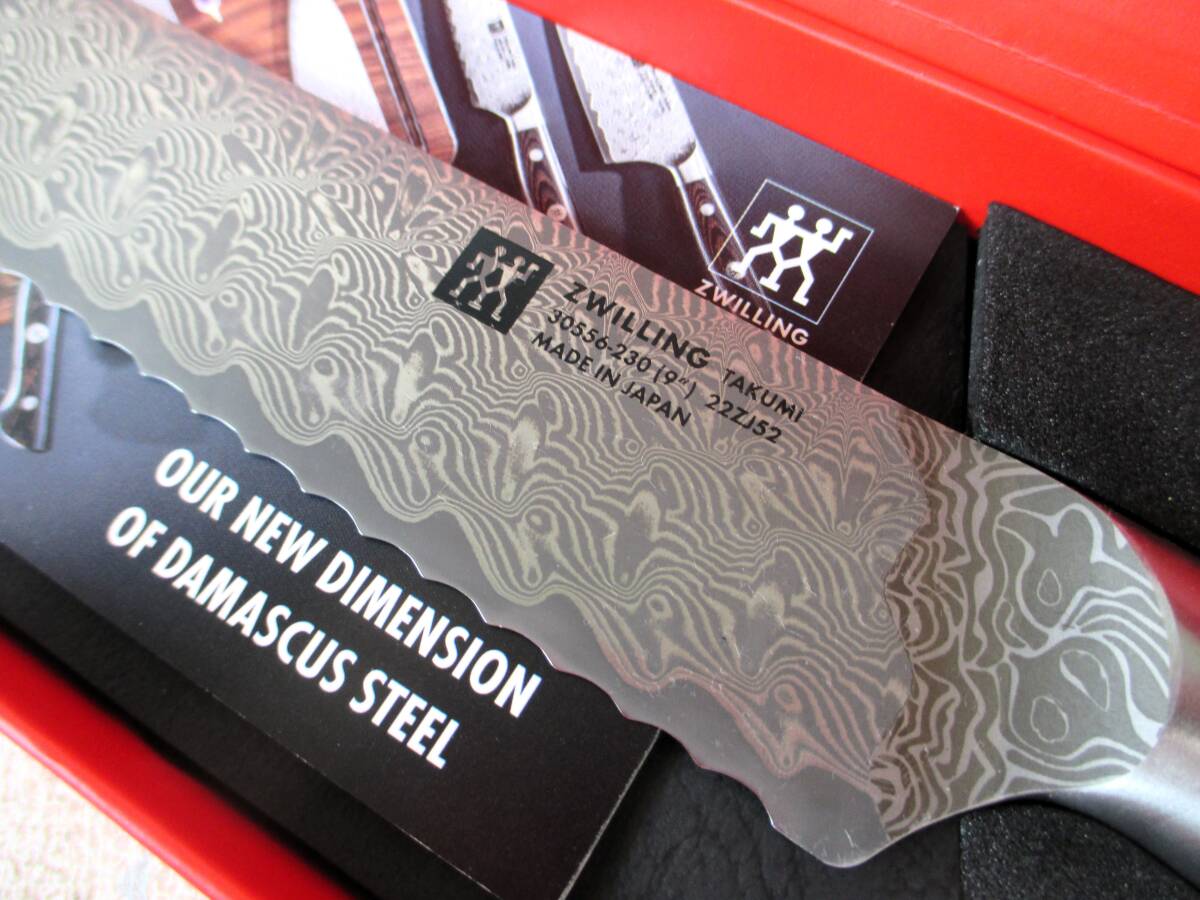 ZWILLING
ZWILLING TAKUMI
30556-230 (9") 22ZJ52
MADE IN JAPAN
OUR NEW DIMENSION
OF DAMASCUS STEEL